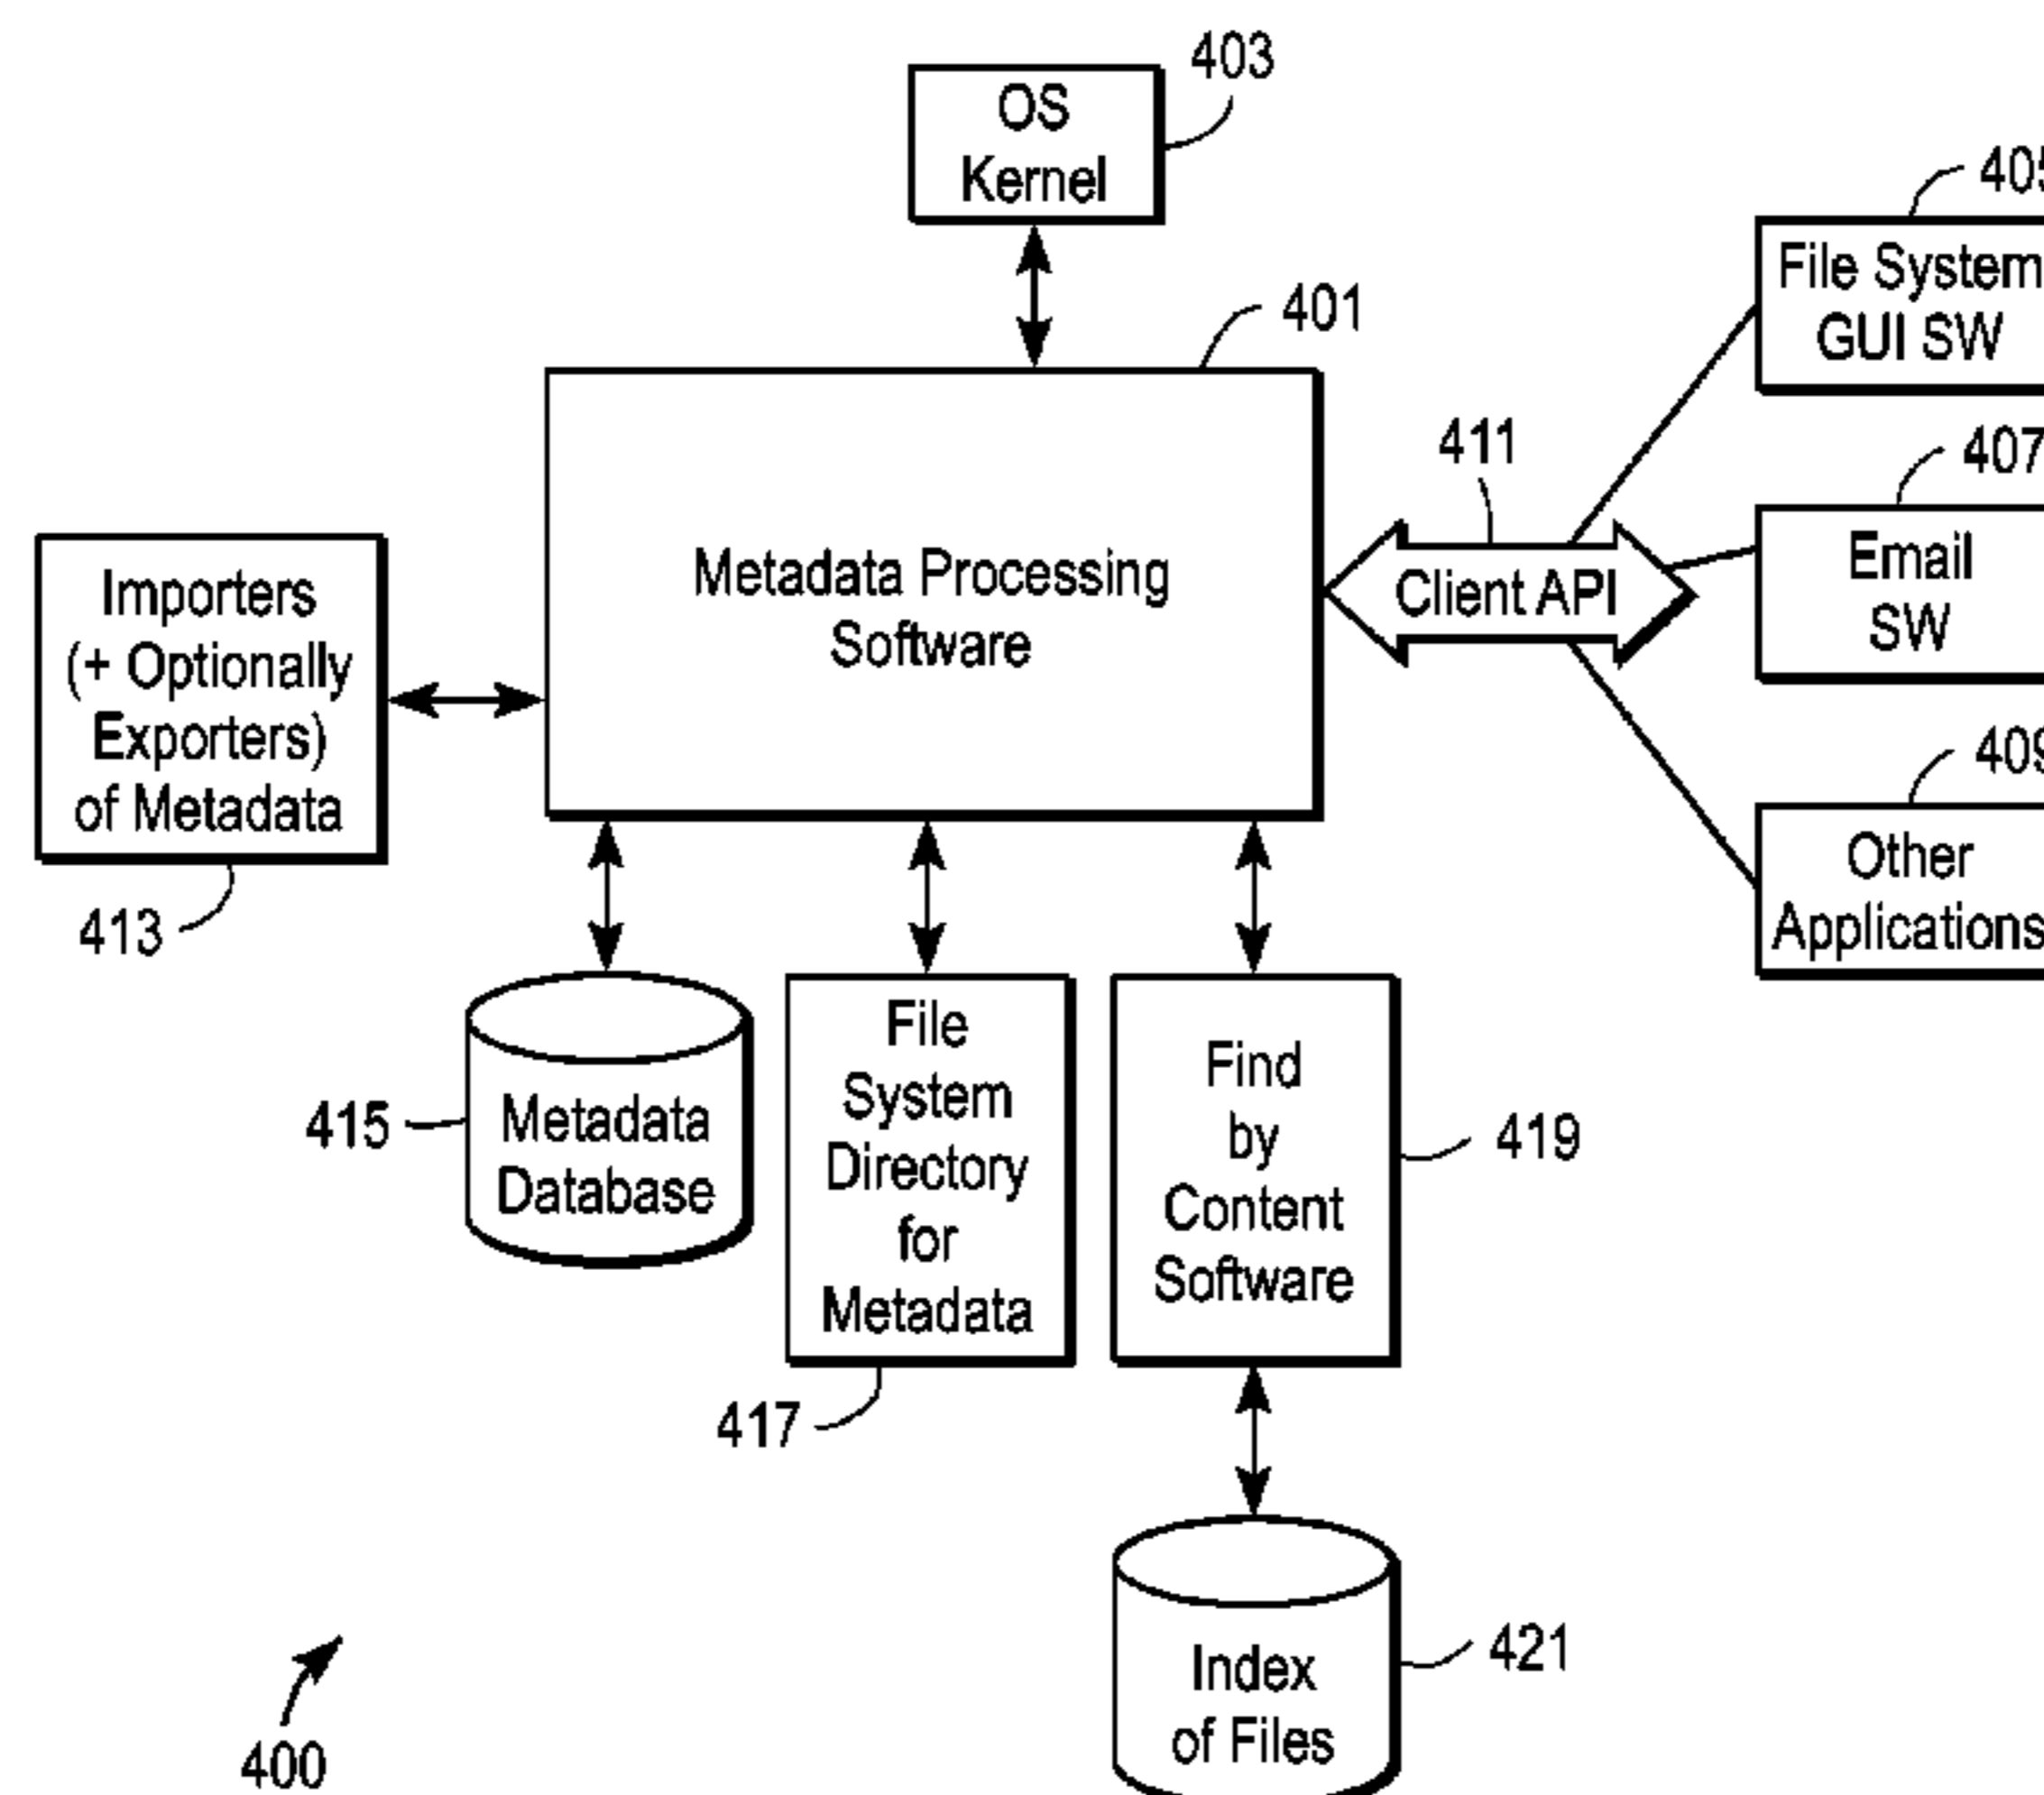 403
OS
Kernel
405
File System
GUI SW
401
411
407
Email
SW
Client API
Metadata Processing
Software
Importers
(+ Optionally
Exporters)
of Metadata
413
409
Other
Applications
415
Metadata
Database
File
System
Directory
for
Metadata
417
Find
by
Content
Software
419
Index
of Files
421
400